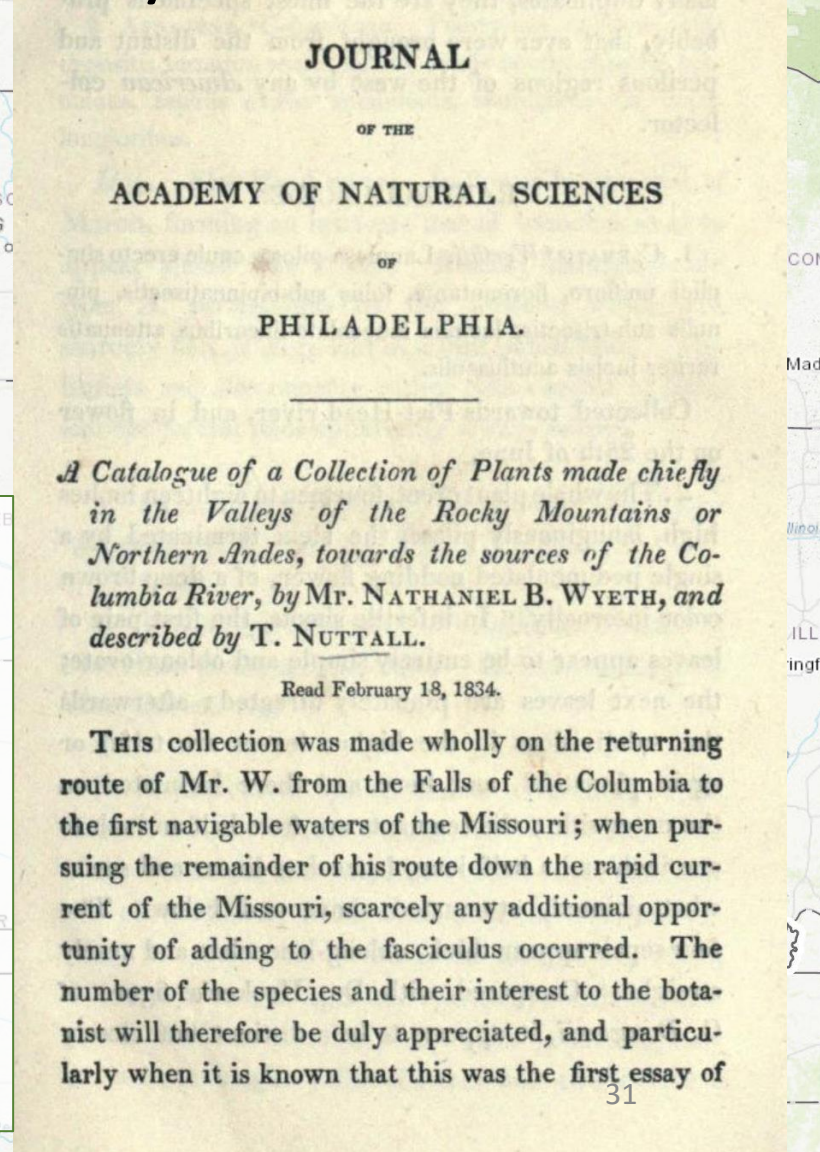 JOURNAL
OF THE
ACADEMY OF NATURAL SCIENCES
OF
PHILADELPHIA.
A Catalogue of a Collection of Plants made chiefly
in the Valleys of the Rocky Mountains or
Northern Andes, towards the sources of the Co-
lumbia River, by Mr. NATHANIEL B. WYETH, and
described by T. NUTTALL.
Read February 18, 1834.
THIS collection was made wholly on the returning
route of Mr. W. from the Falls of the Columbia to
the first navigable waters of the Missouri ; when pur-
suing the remainder of his route down the rapid cur-
rent of the Missouri, scarcely any additional oppor-
tunity of adding to the fasciculus occurred. The
number of the species and their interest to the bota-
nist will therefore be duly appreciated, and particu-
larly when it is known that this was the first essay of
31
CON
Mad
llinoi
ILL
ringf